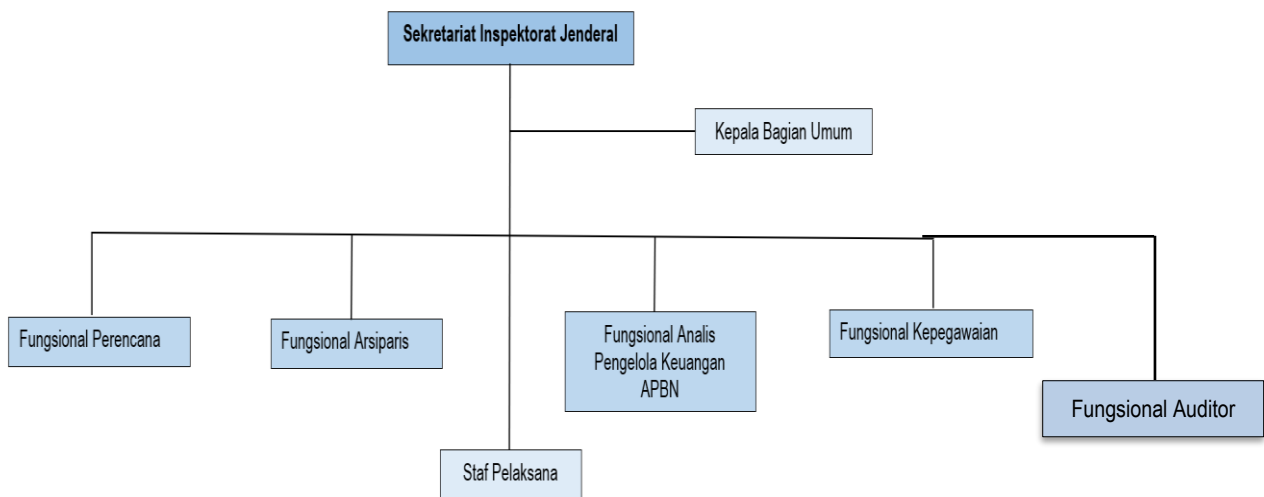 Sekretariat Inspektorat Jenderal
Kepala Bagian Umum
Fungsional Perencana
Fungsional Arsiparis
Fungsional Analis
Pengelola Keuangan
APBN
Fungsional Kepegawaian
Fungsional Auditor
Staf Pelaksana